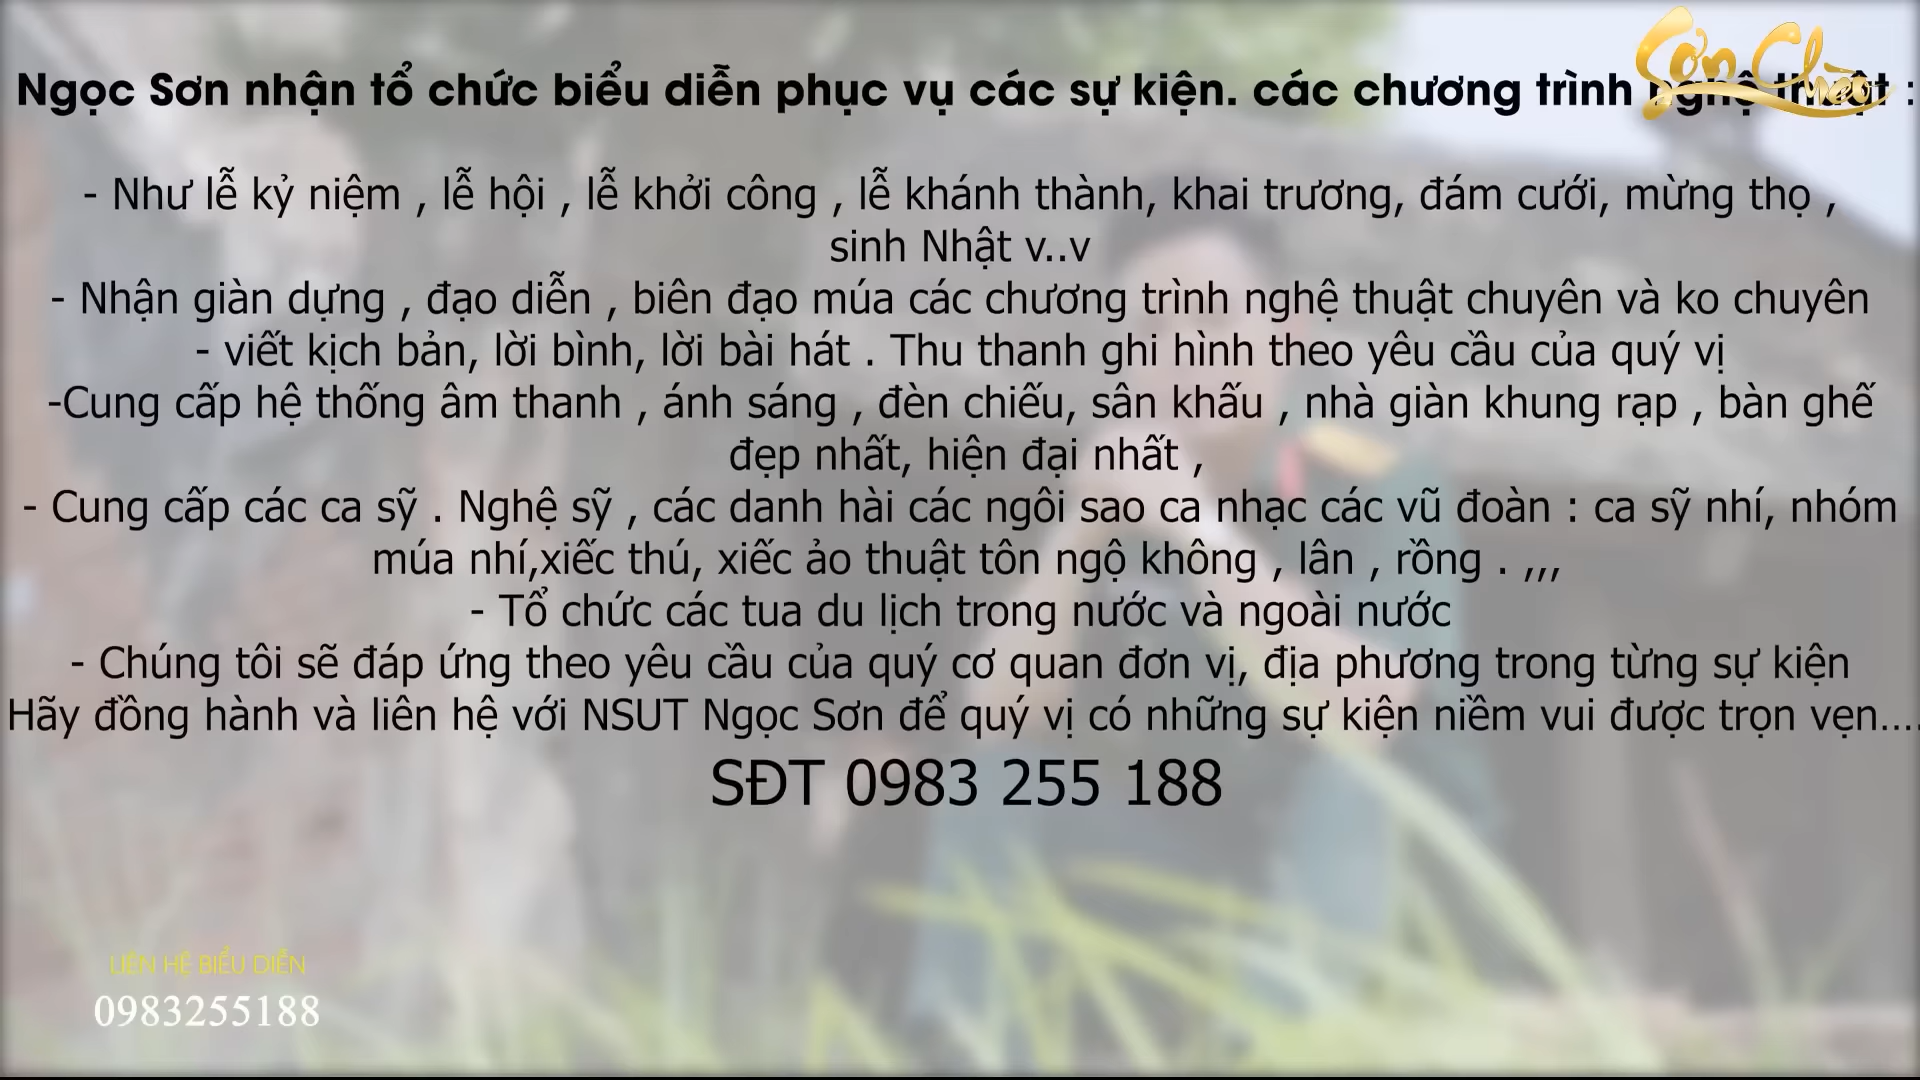 Sơn Chèo
Ngọc Sơn nhận tổ chức biểu diễn phục vụ các sự kiện. các chương trình nghệ thuật :
- Như lễ kỷ niệm , lễ hội , lễ khởi công , lễ khánh thành, khai trương, đám cưới, mừng thọ ,
sinh Nhật v..v
- Nhận giàn dựng , đạo diễn , biên đạo múa các chương trình nghệ thuật chuyên và ko chuyên
- viết kịch bản, lời bình, lời bài hát . Thu thanh ghi hình theo yêu cầu của quý vị
-Cung cấp hệ thống âm thanh , ánh sáng , đèn chiếu, sân khấu , nhà giàn khung rạp , bàn ghế
đẹp nhất, hiện đại nhất ,
- Cung cấp các ca sỹ . Nghệ sỹ , các danh hài các ngôi sao ca nhạc các vũ đoàn : ca sỹ nhí, nhóm
múa nhí,xiếc thú, xiếc ảo thuật tôn ngộ không , lân , rồng . ,,,
- Tổ chức các tua du lịch trong nước và ngoài nước
- Chúng tôi sẽ đáp ứng theo yêu cầu của quý cơ quan đơn vị, địa phương trong từng sự kiện
Hãy đồng hành và liên hệ với NSUT Ngọc Sơn để quý vị có những sự kiện niềm vui được trọn vẹn....
SĐT 0983 255 188
LIÊN HỆ BIỂU DIỄN
0983255188